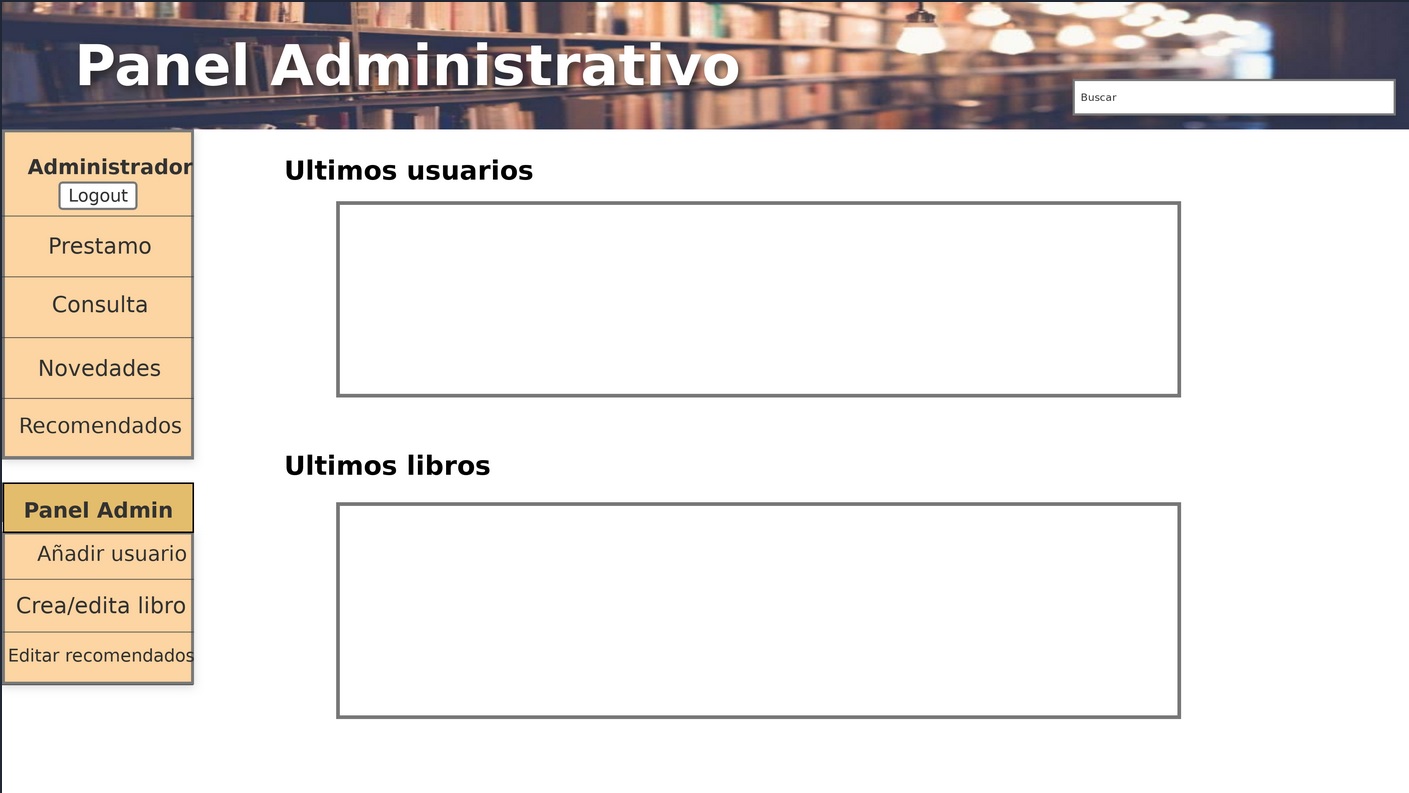 Panel Administrativo
Buscar
Administrador
Logout
Prestamo
Consulta
Novedades
Recomendados
Panel Admin
Añadir usuario
Crea/edita libro
Editar recomendados
Ultimos usuarios
Ultimos libros